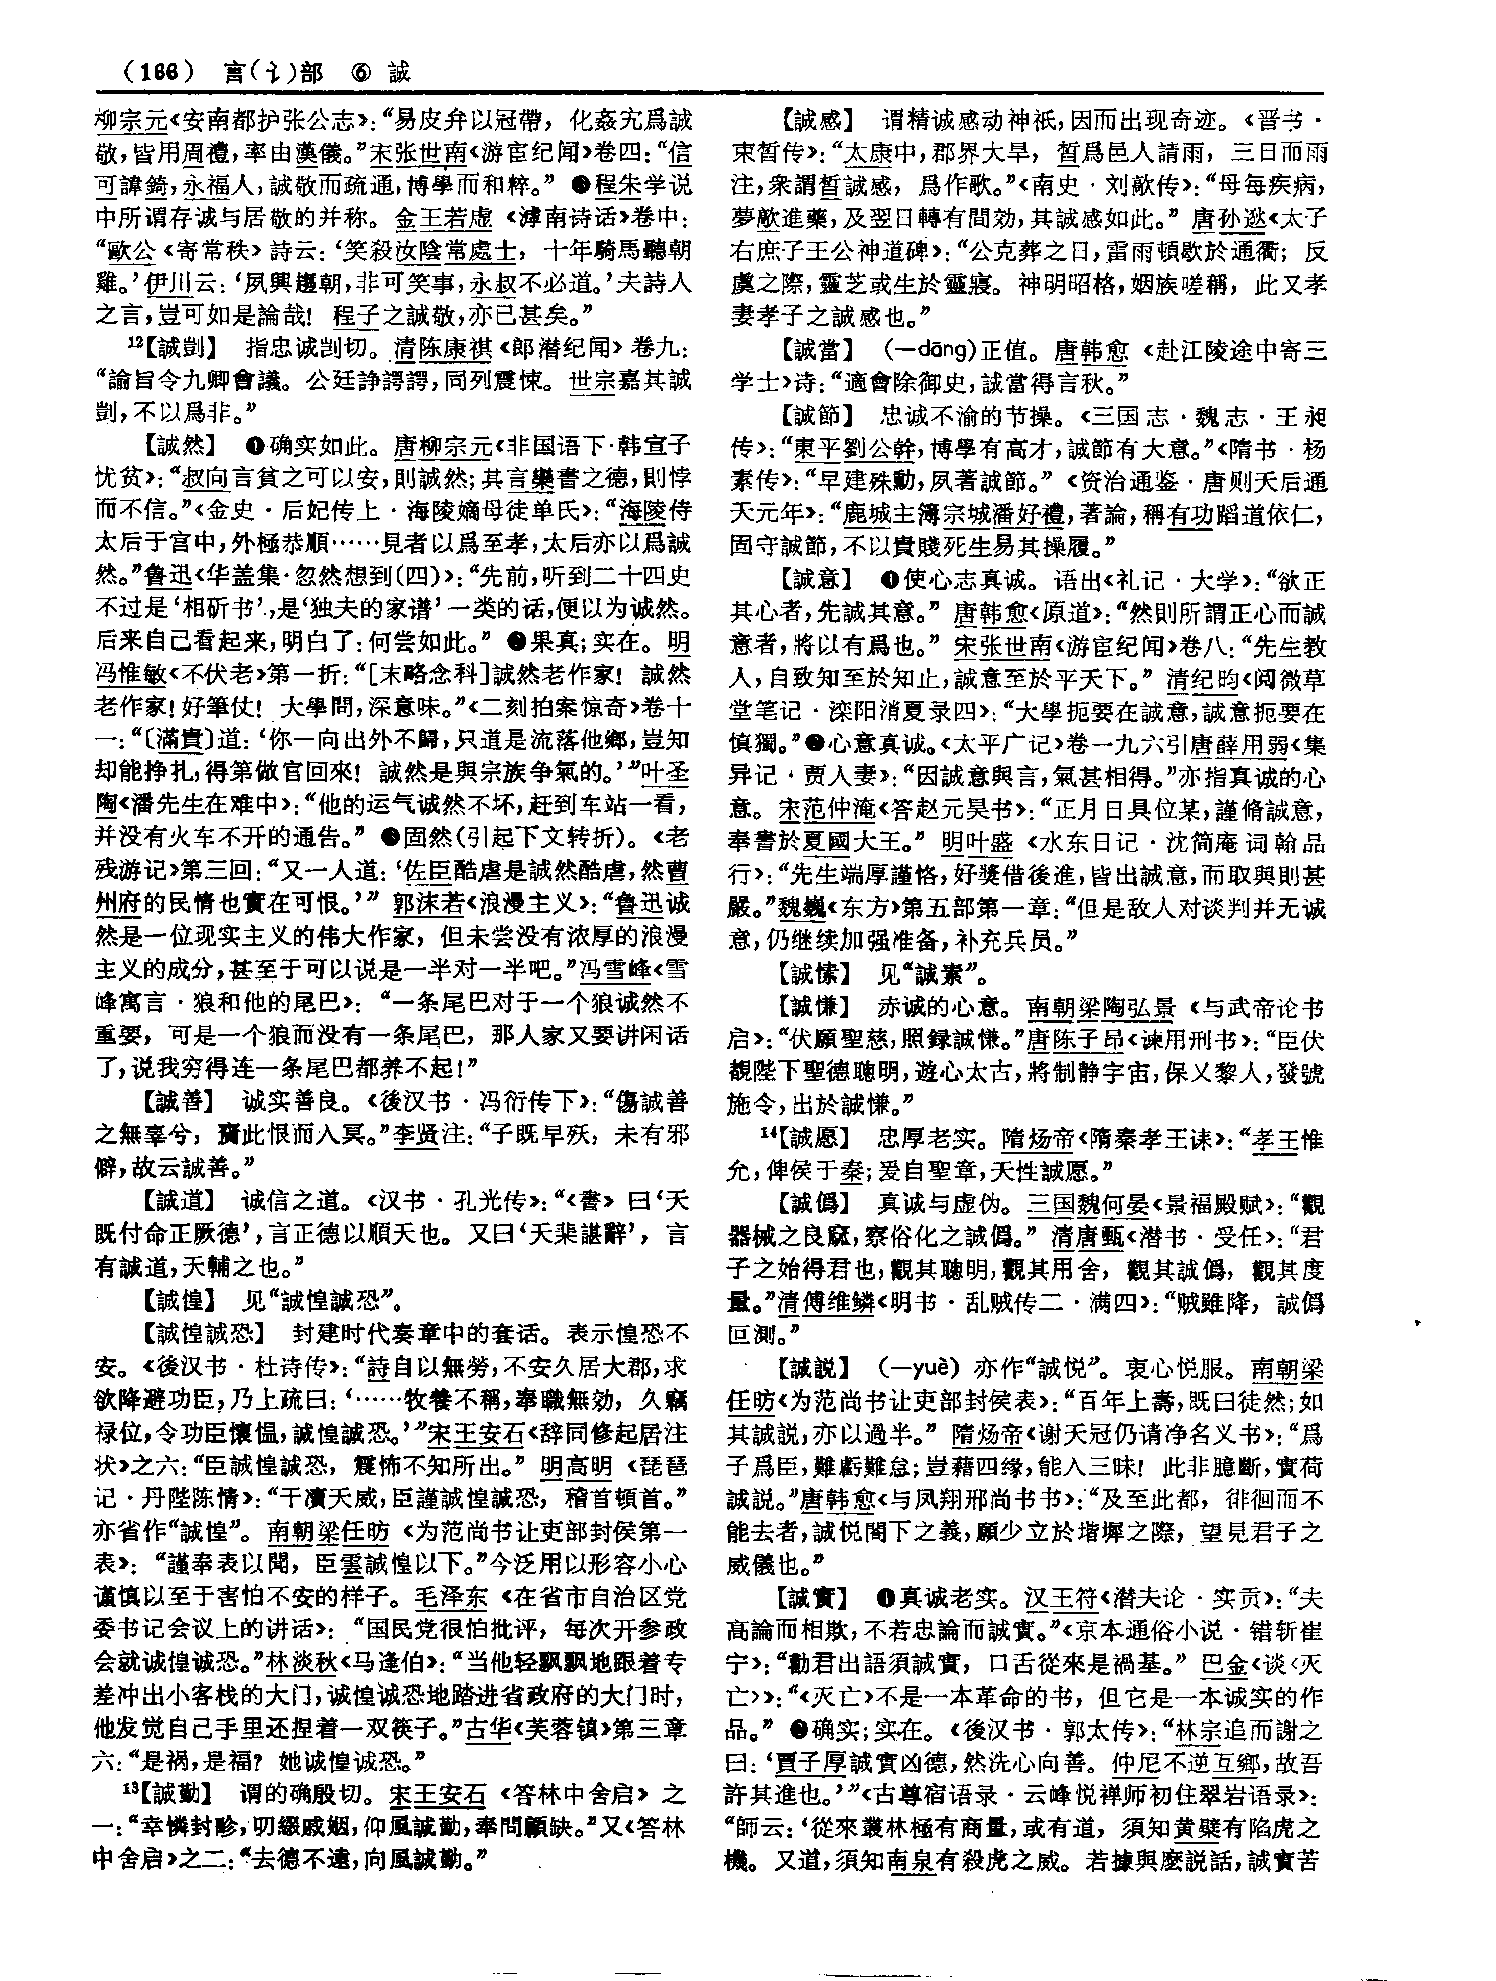 (166) 言(讠)部 ⑥ 誠
柳宗元《安南都护张公志》：“易皮弁以冠帶，化姦宄爲誠
敬，皆用周禮，率由漢儀。”宋张世南《游宦纪闻》卷四：“信
可諱錡，永福人，誠敬而疏通，博學而和粹。” ❷程朱学说
中所谓存诚与居敬的并称。金王若虚《滹南诗话》卷中：
“歐公《寄常秩》詩云：‘笑殺汝陰常處士，十年騎馬聽朝
雞。’伊川云：‘夙興趨朝，非可笑事，永叔不必道。’夫詩人
之言，豈可如是論哉！程子之誠敬，亦已甚矣。”
12【誠剴】 指忠诚剀切。清陈康祺《郎潜纪闻》卷九：
“諭旨令九卿會議。公廷諍諤諤，同列震悚。世宗嘉其誠
剴，不以爲非。”
【誠然】 ❶确实如此。唐柳宗元《非国语下·韩宣子
忧贫》：“叔向言貧之可以安，則誠然；其言欒書之德，則悖
而不信。”《金史·后妃传上·海陵嫡母徒单氏》：“海陵侍
太后于宫中，外極恭順……見者以爲至孝，太后亦以爲誠
然。”鲁迅《华盖集·忽然想到(四)》：“先前，听到二十四史
不过是‘相斫书’，是‘独夫的家谱’一类的话，便以为诚然。
后来自己看起来，明白了：何尝如此。” ❷果真；实在。明
冯惟敏《不伏老》第一折：“[末略念科]誠然老作家！誠然
老作家！好筆仗！大學問，深意味。”《二刻拍案惊奇》卷十
一：“〔滿貴〕道：‘你一向出外不歸，只道是流落他鄉，豈知
却能挣扎，得第做官回來！誠然是與宗族争氣的。’”叶圣
陶《潘先生在难中》：“他的运气诚然不坏，赶到车站一看，
并没有火车不开的通告。” ❸固然(引起下文转折)。《老
残游记》第三回：“又一人道：‘佐臣酷虐是誠然酷虐，然曹
州府的民情也實在可恨。’” 郭沫若《浪漫主义》：“鲁迅诚
然是一位现实主义的伟大作家，但未尝没有浓厚的浪漫
主义的成分，甚至于可以说是一半对一半吧。”冯雪峰《雪
峰寓言·狼和他的尾巴》：“一条尾巴对于一个狼诚然不
重要，可是一个狼而没有一条尾巴，那人家又要讲闲话
了，说我穷得连一条尾巴都养不起！”
【誠善】 诚实善良。《後汉书·冯衍传下》：“傷誠善
之無辜兮，齎此恨而入冥。”李贤注：“子既早殀，未有邪
僻，故云誠善。”
【誠道】 诚信之道。《汉书·孔光传》：“《書》曰‘天
既付命正厥德’，言正德以順天也。又曰‘天棐諶辭’，言
有誠道，天輔之也。”
【誠惶】 见“誠惶誠恐”。
【誠惶誠恐】 封建时代奏章中的套话。表示惶恐不
安。《後汉书·杜诗传》：“詩自以無勞，不安久居大郡，求
欲降避功臣，乃上疏曰：‘……牧養不稱，奉職無効，久竊
禄位，令功臣懷愠，誠惶誠恐。’”宋王安石《辞同修起居注
状》之六：“臣誠惶誠恐，震怖不知所出。” 明高明《琵琶
记·丹陛陈情》：“干瀆天威，臣謹誠惶誠恐，稽首頓首。”
亦省作“誠惶”。南朝梁任昉《为范尚书让吏部封侯第一
表》：“謹奉表以聞，臣雲誠惶以下。”今泛用以形容小心
谨慎以至于害怕不安的样子。毛泽东《在省市自治区党
委书记会议上的讲话》：“国民党很怕批评，每次开参政
会就诚惶诚恐。”林淡秋《马逢伯》：“当他轻飘飘地跟着专
差冲出小客栈的大门，诚惶诚恐地踏进省政府的大门时，
他发觉自己手里还捏着一双筷子。”古华《芙蓉镇》第三章
六：“是祸，是福？她诚惶诚恐。”
13【誠勤】 谓的确殷切。宋王安石《答林中舍启》之
一：“幸憐封畛，叨綴戚姻，仰風誠勤，奉問顧缺。”又《答林
中舍启》之二：“去德不遠，向風誠勤。”
【誠感】 谓精诚感动神祇，因而出现奇迹。《晋书·
束皙传》：“太康中，郡界大旱，皙爲邑人請雨，三日而雨
注，衆謂皙誠感，爲作歌。”《南史·刘歊传》：“母每疾病，
夢歊進藥，及翌日轉有間効，其誠感如此。” 唐孙逖《太子
右庶子王公神道碑》：“公克葬之日，雷雨頓歇於通衢；反
虞之際，靈芝或生於靈寢。神明昭格，姻族嗟稱，此又孝
妻孝子之誠感也。”
【誠當】 (—dāng)正值。唐韩愈《赴江陵途中寄三
学士》诗：“適會除御史，誠當得言秋。”
【誠節】 忠诚不渝的节操。《三国志·魏志·王昶
传》：“東平劉公幹，博學有高才，誠節有大意。”《隋书·杨
素传》：“早建殊勳，夙著誠節。”《资治通鉴·唐则天后通
天元年》：“鹿城主簿宗城潘好禮，著論，稱有功蹈道依仁，
固守誠節，不以貴賤死生易其操履。”
【誠意】 ❶使心志真诚。语出《礼记·大学》：“欲正
其心者，先誠其意。” 唐韩愈《原道》：“然則所謂正心而誠
意者，將以有爲也。” 宋张世南《游宦纪闻》卷八：“先生教
人，自致知至於知止，誠意至於平天下。” 清纪昀《阅微草
堂笔记·滦阳消夏录四》：“大學扼要在誠意，誠意扼要在
慎獨。”❷心意真诚。《太平广记》卷一九六引唐薛用弱《集
异记·贾人妻》：“因誠意與言，氣甚相得。”亦指真诚的心
意。宋范仲淹《答赵元昊书》：“正月日具位某，謹脩誠意，
奉書於夏國大王。” 明叶盛《水东日记·沈简庵词翰品
行》：“先生端厚謹恪，好奬借後進，皆出誠意，而取與則甚
嚴。”魏巍《东方》第五部第一章：“但是敌人对谈判并无诚
意，仍继续加强准备，补充兵员。”
【誠愫】 见“誠素”。
【誠慊】 赤诚的心意。南朝梁陶弘景《与武帝论书
启》：“伏願聖慈，照録誠慊。”唐陈子昂《谏用刑书》：“臣伏
覩陛下聖德聰明，遊心太古，將制静宇宙，保乂黎人，發號
施令，出於誠慊。”
14【誠愿】 忠厚老实。隋炀帝《隋秦孝王诔》：“孝王惟
允，俾侯于秦；爰自聖章，天性誠愿。”
【誠僞】 真诚与虚伪。三国魏何晏《景福殿赋》：“觀
器械之良窳，察俗化之誠僞。” 清唐甄《潜书·受任》：“君
子之始得君也，觀其聰明，觀其用舍，觀其誠僞，觀其度
量。”清傅维鳞《明书·乱贼传二·满四》：“贼雖降，誠僞
叵測。”
【誠説】 (—yuè) 亦作“誠悦”。衷心悦服。南朝梁
任昉《为范尚书让吏部封侯表》：“百年上壽，既曰徒然；如
其誠説，亦以過半。” 隋炀帝《谢天冠仍请净名义书》：“爲
子爲臣，難虧難怠；豈藉四缘，能入三昧！此非臆斷，實荷
誠説。”唐韩愈《与凤翔邢尚书书》：“及至此都，徘徊而不
能去者，誠悦閤下之義，願少立於堦墀之際，望見君子之
威儀也。”
【誠實】 ❶真诚老实。汉王符《潜夫论·实贡》：“夫
高論而相欺，不若忠論而誠實。”《京本通俗小说·错斩崔
宁》：“勸君出語須誠實，口舌從來是禍基。” 巴金《谈〈灭
亡〉》：“《灭亡》不是一本革命的书，但它是一本诚实的作
品。” ❷确实；实在。《後汉书·郭太传》：“林宗追而謝之
曰：‘賈子厚誠實凶德，然洗心向善。仲尼不逆互鄉，故吾
許其進也。’”《古尊宿语录·云峰悦禅师初住翠岩语录》：
“師云：‘從來叢林極有商量，或有道，須知黄檗有陷虎之
機。又道，須知南泉有殺虎之威。若據與麽説話，誠實苦